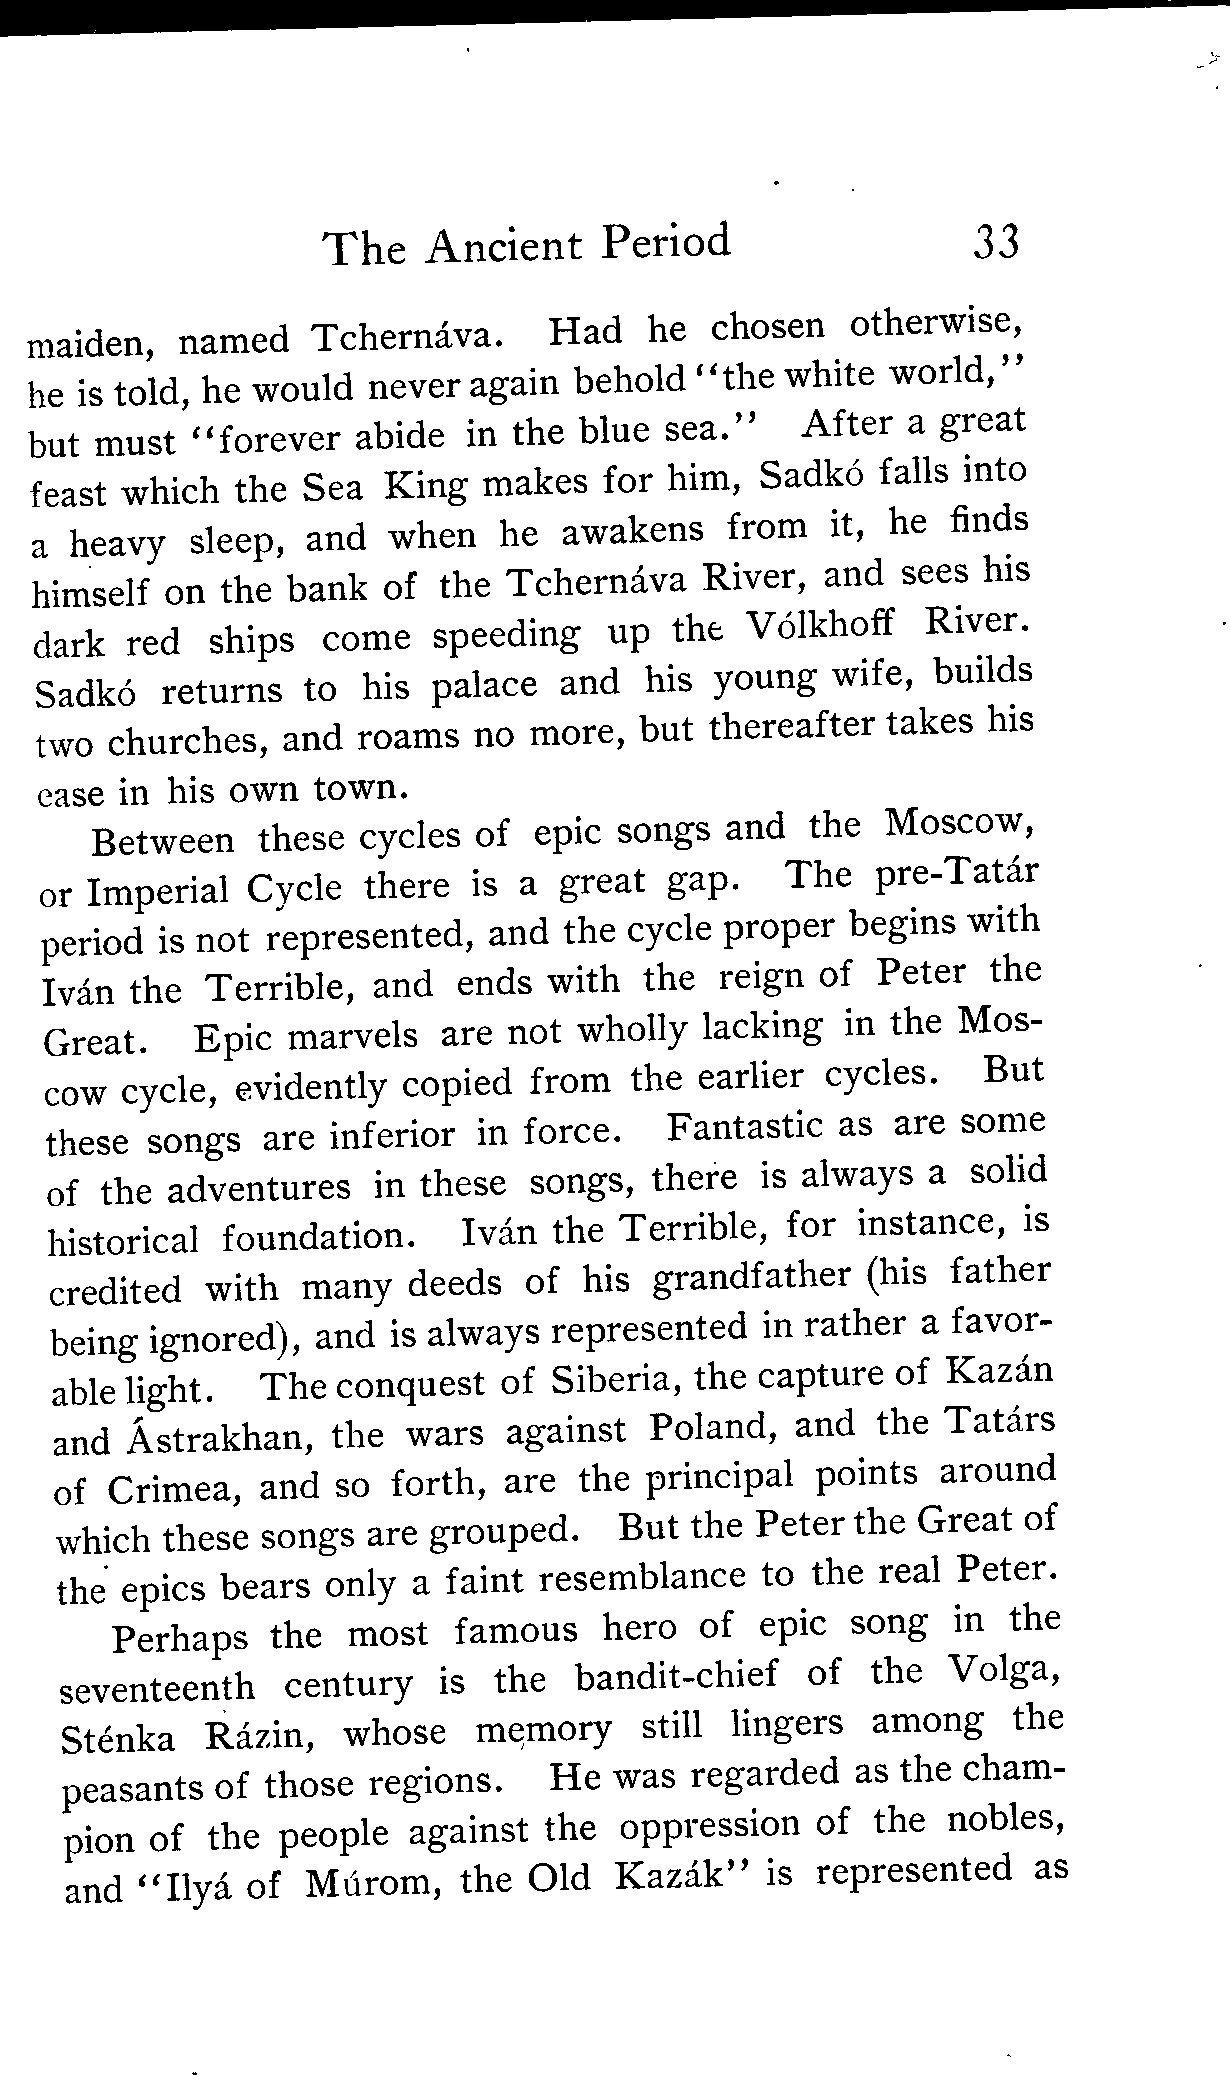 The Ancient Period 33
maiden, named Tchernáva. Had he chosen otherwise,
he is told, he would never again behold "the white world,"
but must "forever abide in the blue sea." After a great
feast which the Sea King makes for him, Sadkó falls into
a heavy sleep, and when he awakens from it, he finds
himself on the bank of the Tchernáva River, and sees his
dark red ships come speeding up the Vólkhoff River.
Sadkó returns to his palace and his young wife, builds
two churches, and roams no more, but thereafter takes his
ease in his own town.
Between these cycles of epic songs and the Moscow,
or Imperial Cycle there is a great gap. The pre-Tatár
period is not represented, and the cycle proper begins with
Iván the Terrible, and ends with the reign of Peter the
Great. Epic marvels are not wholly lacking in the Mos-
cow cycle, evidently copied from the earlier cycles. But
these songs are inferior in force. Fantastic as are some
of the adventures in these songs, there is always a solid
historical foundation. Iván the Terrible, for instance, is
credited with many deeds of his grandfather (his father
being ignored), and is always represented in rather a favor-
able light. The conquest of Siberia, the capture of Kazán
and Ástrakhan, the wars against Poland, and the Tatárs
of Crimea, and so forth, are the principal points around
which these songs are grouped. But the Peter the Great of
the epics bears only a faint resemblance to the real Peter.
Perhaps the most famous hero of epic song in the
seventeenth century is the bandit-chief of the Volga,
Sténka Rázin, whose memory still lingers among the
peasants of those regions. He was regarded as the cham-
pion of the people against the oppression of the nobles,
and "Ilyá of Múrom, the Old Kazák" is represented as